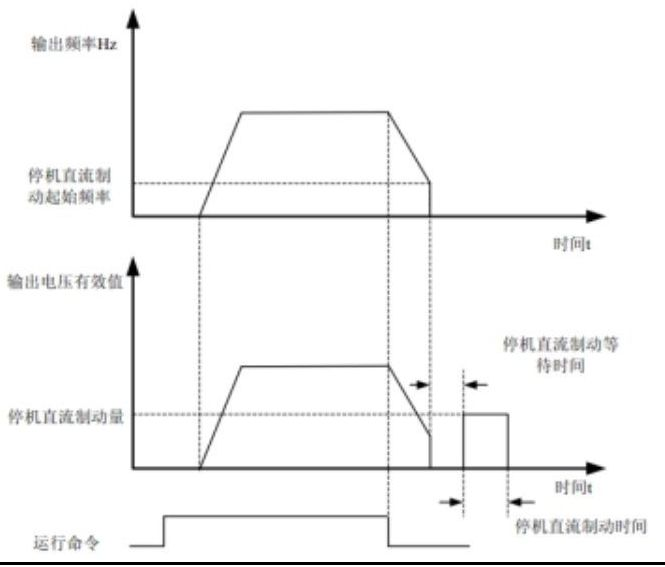 输出频率Hz
停机直流制
动起始频率
时间t
输出电压有效值
停机直流制动等
待时间
停机直流制动量
时间t
停机直流制动时间
运行命令